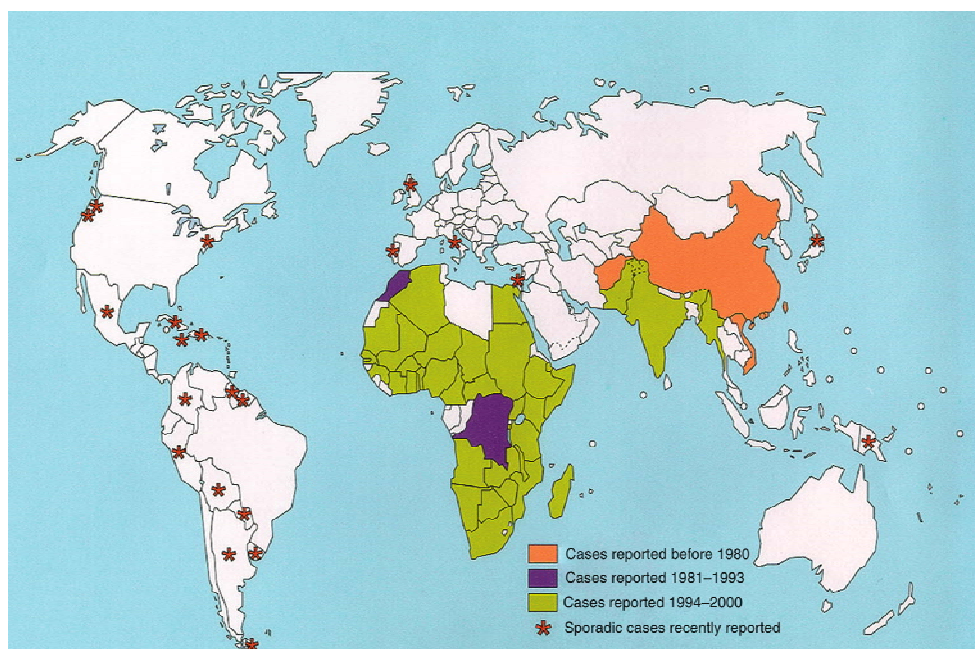 Cases reported before 1980
Cases reported 1981–1993
Cases reported 1994–2000
Sporadic cases recently reported